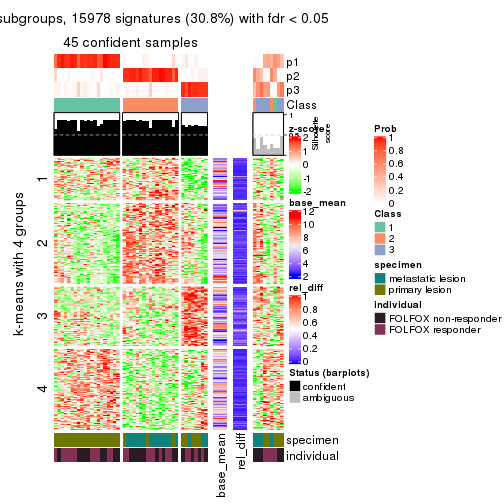 subgroups, 15978 signatures (30.8%) with fdr < 0.05
45 confident samples
p1
p2
p3
Class
1
Silhouette
score
z-score
2
1
0
-1
-2
base_mean
12
10
8
6
4
2
rel_diff
1
0.8
0.6
0.4
0.2
0
Status (barplots)
confident
ambiguous
Prob
1
0.8
0.6
0.4
0.2
0
Class
1
2
3
specimen
metastatic lesion
primary lesion
individual
FOLFOX non-responder
FOLFOX responder
k-means with 4 groups
1
2
3
4
specimen
individual
base_mean
rel_diff